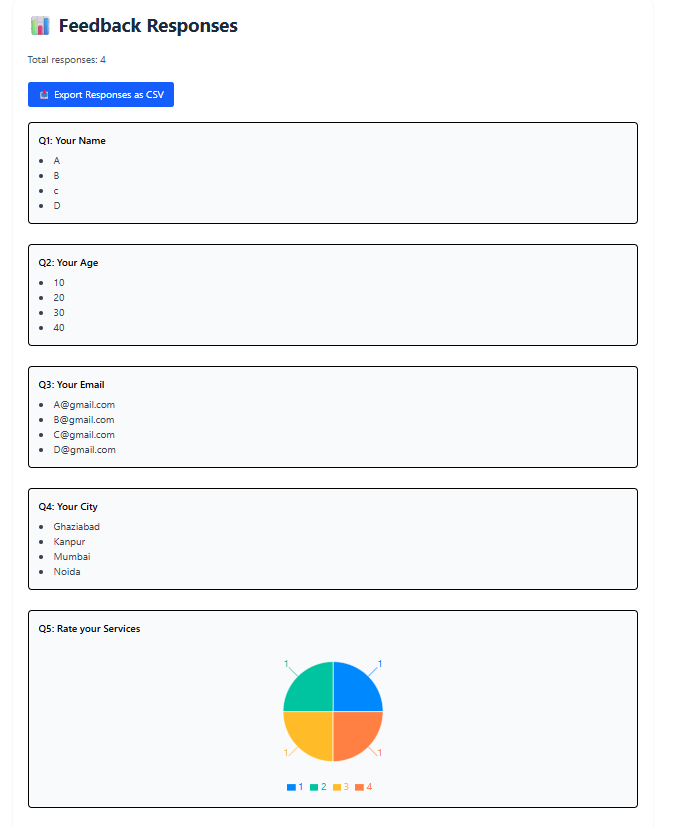 Feedback Responses
Total responses: 4
Export Responses as CSV
Q1: Your Name
A
B
c
D
Q2: Your Age
10
20
30
40
Q3: Your Email
A@gmail.com
B@gmail.com
C@gmail.com
D@gmail.com
Q4: Your City
Ghaziabad
Kanpur
Mumbai
Noida
Q5: Rate your Services
1 1
1 1
1 2 3 4